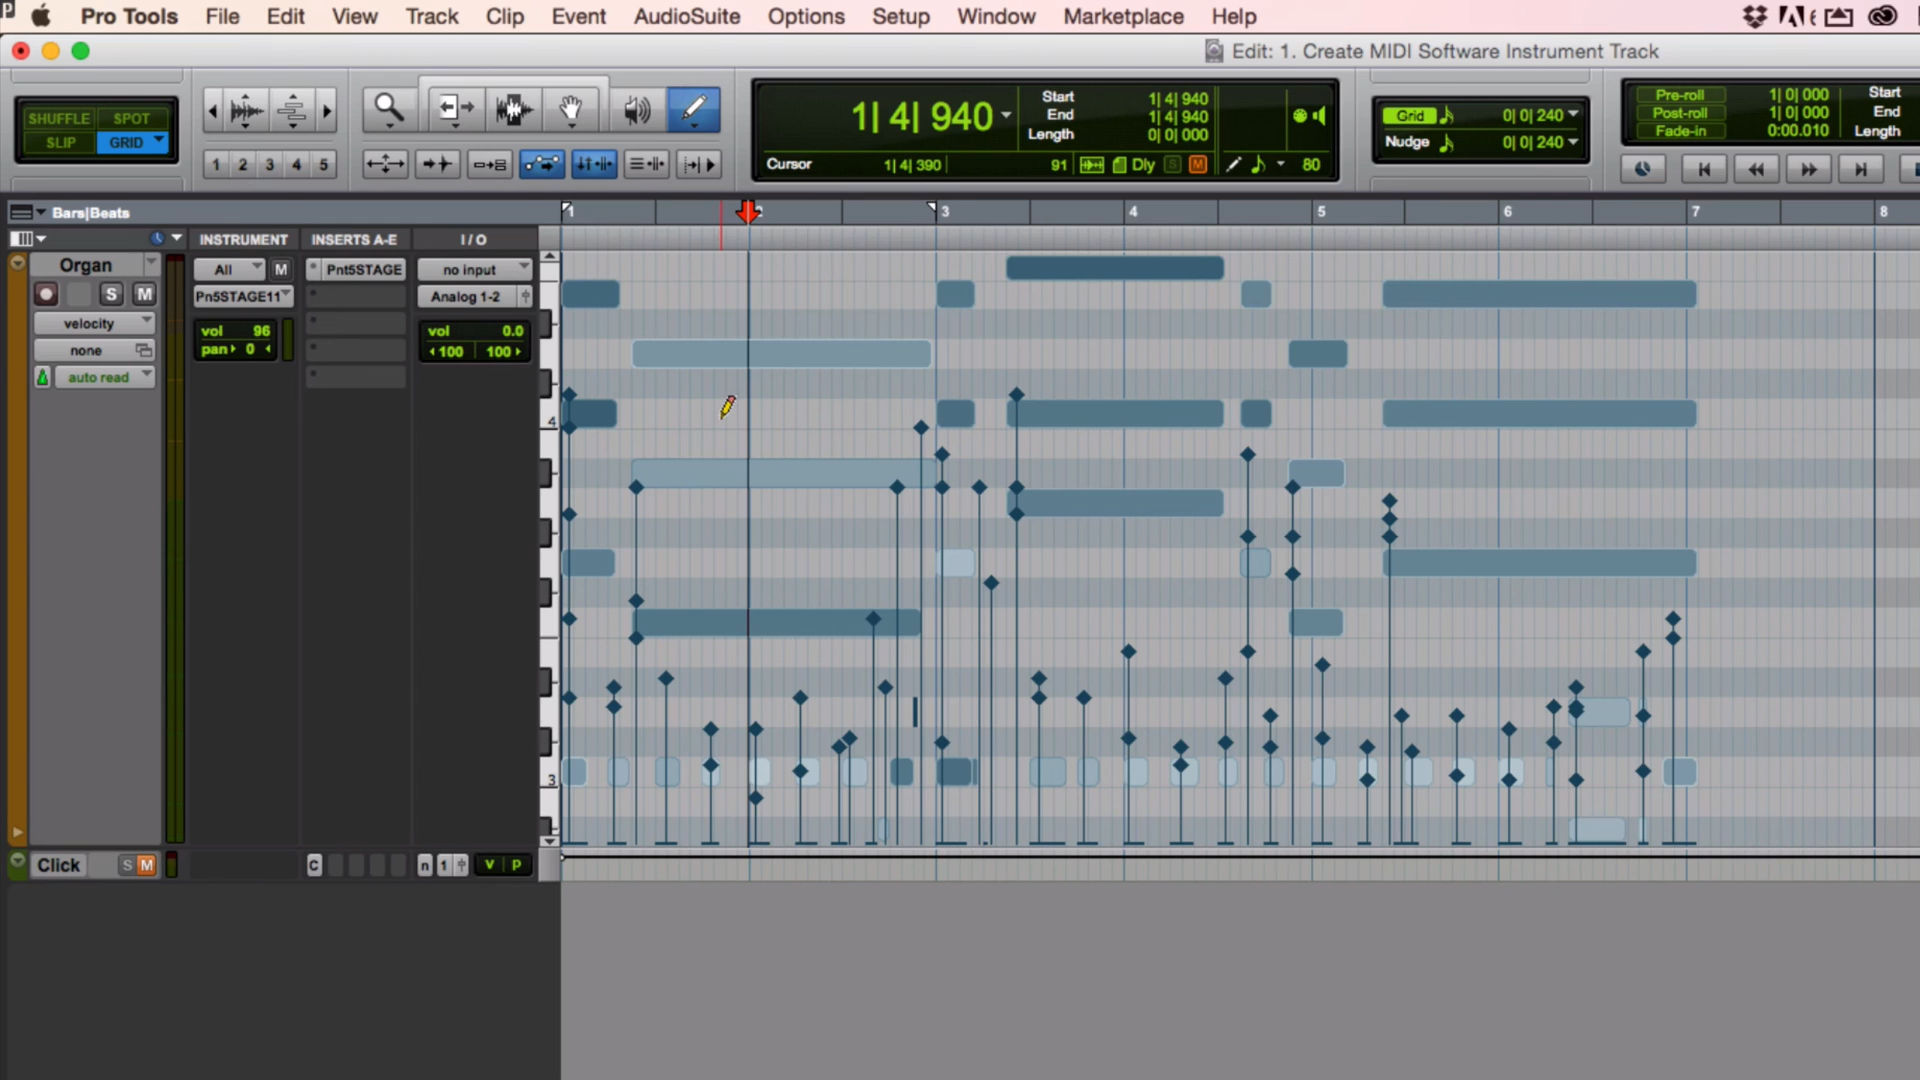 Pro Tools File Edit View Track Clip Event AudioSuite Options Setup Window Marketplace Help
Edit: 1. Create MIDI Software Instrument Track
SHUFFLE SPOT
SLIP GRID
1 2 3 4 5
1| 4| 940
Start 1| 4| 940
End 1| 4| 940
Length 0| 0| 000
Cursor 1| 4| 390 91 Dly S M 80
Grid 0| 0| 240
Nudge 0| 0| 240
Pre-roll 1| 0| 000 Start
Post-roll 1| 0| 000 End
Fade-in 0:00.010 Length
Bars|Beats 1 2 3 4 5 6 7 8
INSTRUMENT INSERTS A-E I / O
Organ All M Pnt5STAGE no input
S M Pn5STAGE11 Analog 1-2
velocity vol 96 vol 0.0
none pan 0 100 100
auto read
4
3
Click S M C n 1 V P